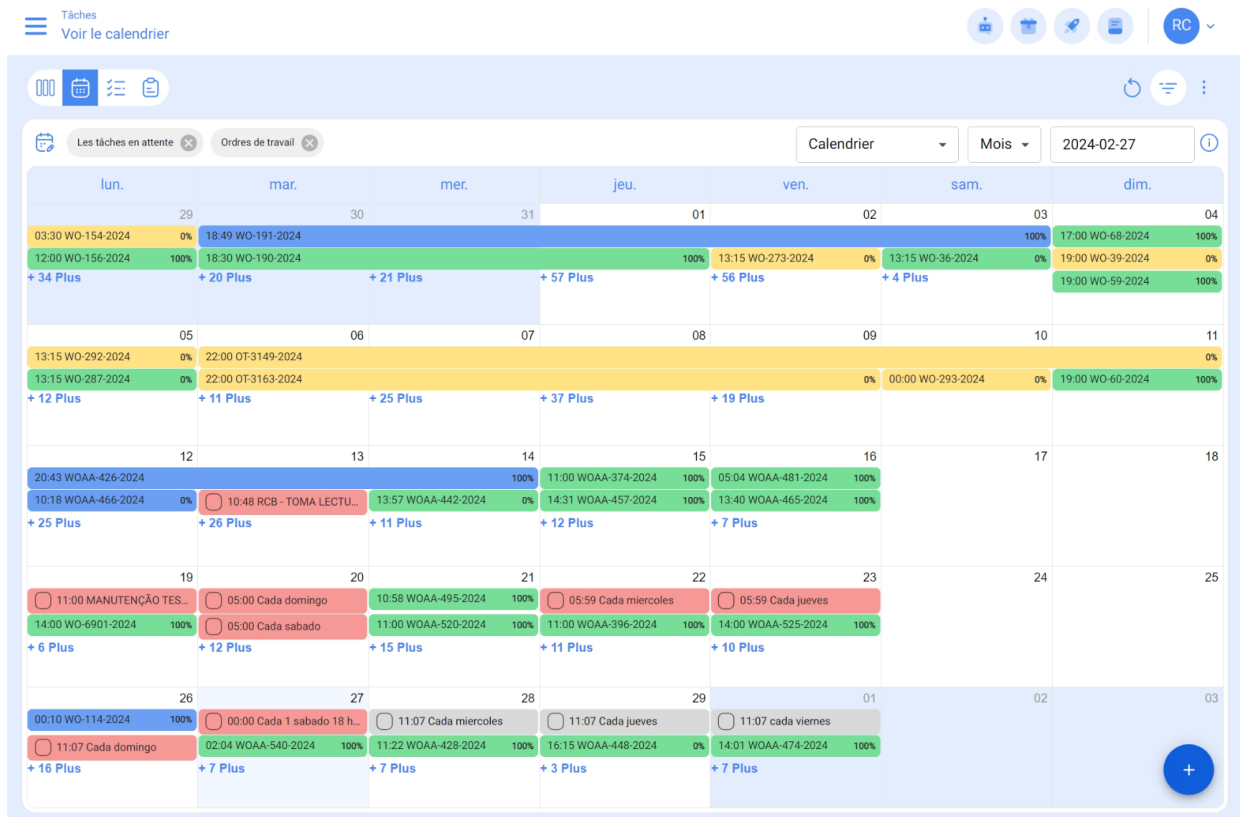 Tâches
Voir le calendrier
RC
Les tâches en attente
Ordres de travail
Calendrier
Mois
2024-02-27
lun. mar. mer. jeu. ven. sam. dim.
29 30 31 01 02 03 04
03:30 WO-154-2024 0% 18:49 WO-191-2024 100% 17:00 WO-68-2024 100%
12:00 WO-156-2024 100% 18:30 WO-190-2024 100% 13:15 WO-273-2024 0% 13:15 WO-36-2024 0% 19:00 WO-39-2024 0%
+ 34 Plus + 20 Plus + 21 Plus + 57 Plus + 56 Plus + 4 Plus 19:00 WO-59-2024 100%
05 06 07 08 09 10 11
13:15 WO-292-2024 0% 22:00 OT-3149-2024 0%
13:15 WO-287-2024 0% 22:00 OT-3163-2024 0% 00:00 WO-293-2024 0% 19:00 WO-60-2024 100%
+ 12 Plus + 11 Plus + 25 Plus + 37 Plus + 19 Plus
12 13 14 15 16 17 18
20:43 WOAA-426-2024 100% 11:00 WOAA-374-2024 100% 05:04 WOAA-481-2024 100%
10:18 WOAA-466-2024 0% 10:48 RCB - TOMA LECTU... 13:57 WOAA-442-2024 0% 14:31 WOAA-457-2024 100% 13:40 WOAA-465-2024 100%
+ 25 Plus + 26 Plus + 11 Plus + 12 Plus + 7 Plus
19 20 21 22 23 24 25
11:00 MANUTENÇÃO TES... 05:00 Cada domingo 10:58 WOAA-495-2024 100% 05:59 Cada miercoles 05:59 Cada jueves
14:00 WO-6901-2024 100% 05:00 Cada sabado 11:00 WOAA-520-2024 100% 11:00 WOAA-396-2024 100% 14:00 WOAA-525-2024 100%
+ 6 Plus + 12 Plus + 15 Plus + 11 Plus + 10 Plus
26 27 28 29 01 02 03
00:10 WO-114-2024 100% 00:00 Cada 1 sabado 18 h... 11:07 Cada miercoles 11:07 Cada jueves 11:07 cada viernes
11:07 Cada domingo 02:04 WOAA-540-2024 100% 11:22 WOAA-428-2024 100% 16:15 WOAA-448-2024 0% 14:01 WOAA-474-2024 100%
+ 16 Plus + 7 Plus + 7 Plus + 3 Plus + 7 Plus